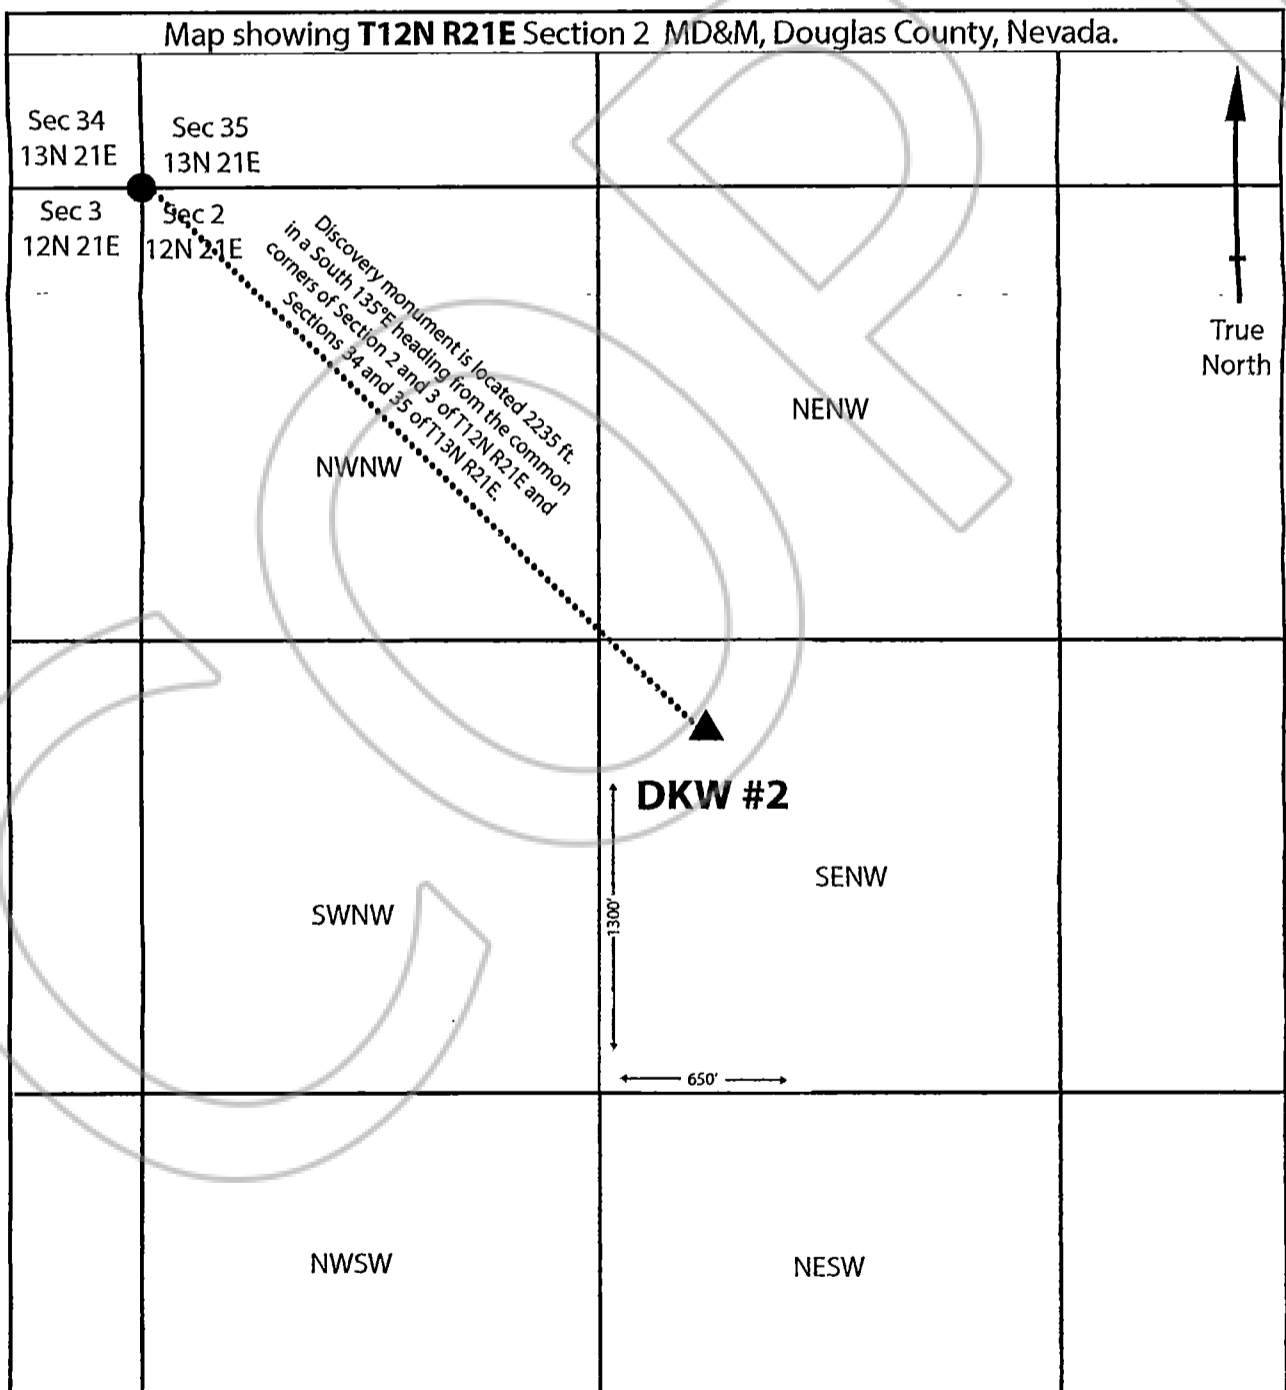 Map showing T12N R21E Section 2 MD&M, Douglas County, Nevada.
Sec 34
13N 21E
Sec 35
13N 21E
Sec 3
12N 21E
Sec 2
12N 21E
Discovery monument is located 2235 ft.
in a South 135°E heading from the common
corners of Section 2 and 3 of T12N R21E and
Sections 34 and 35 of T13N R21E.
True
North
NENW
NWNW
DKW #2
1300'
SENW
SWNW
650'
NWSW
NESW
COPY